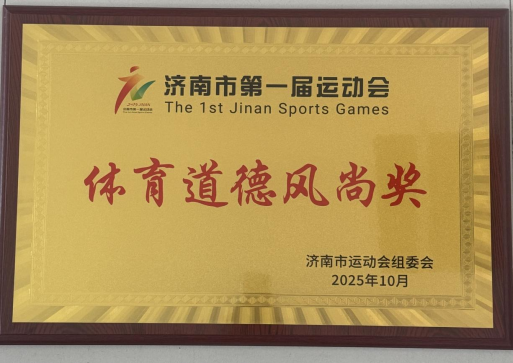 济南市第一届运动会
The 1st Jinan Sports Games
体育道德风尚奖
济南市运动会组委会
2025年10月